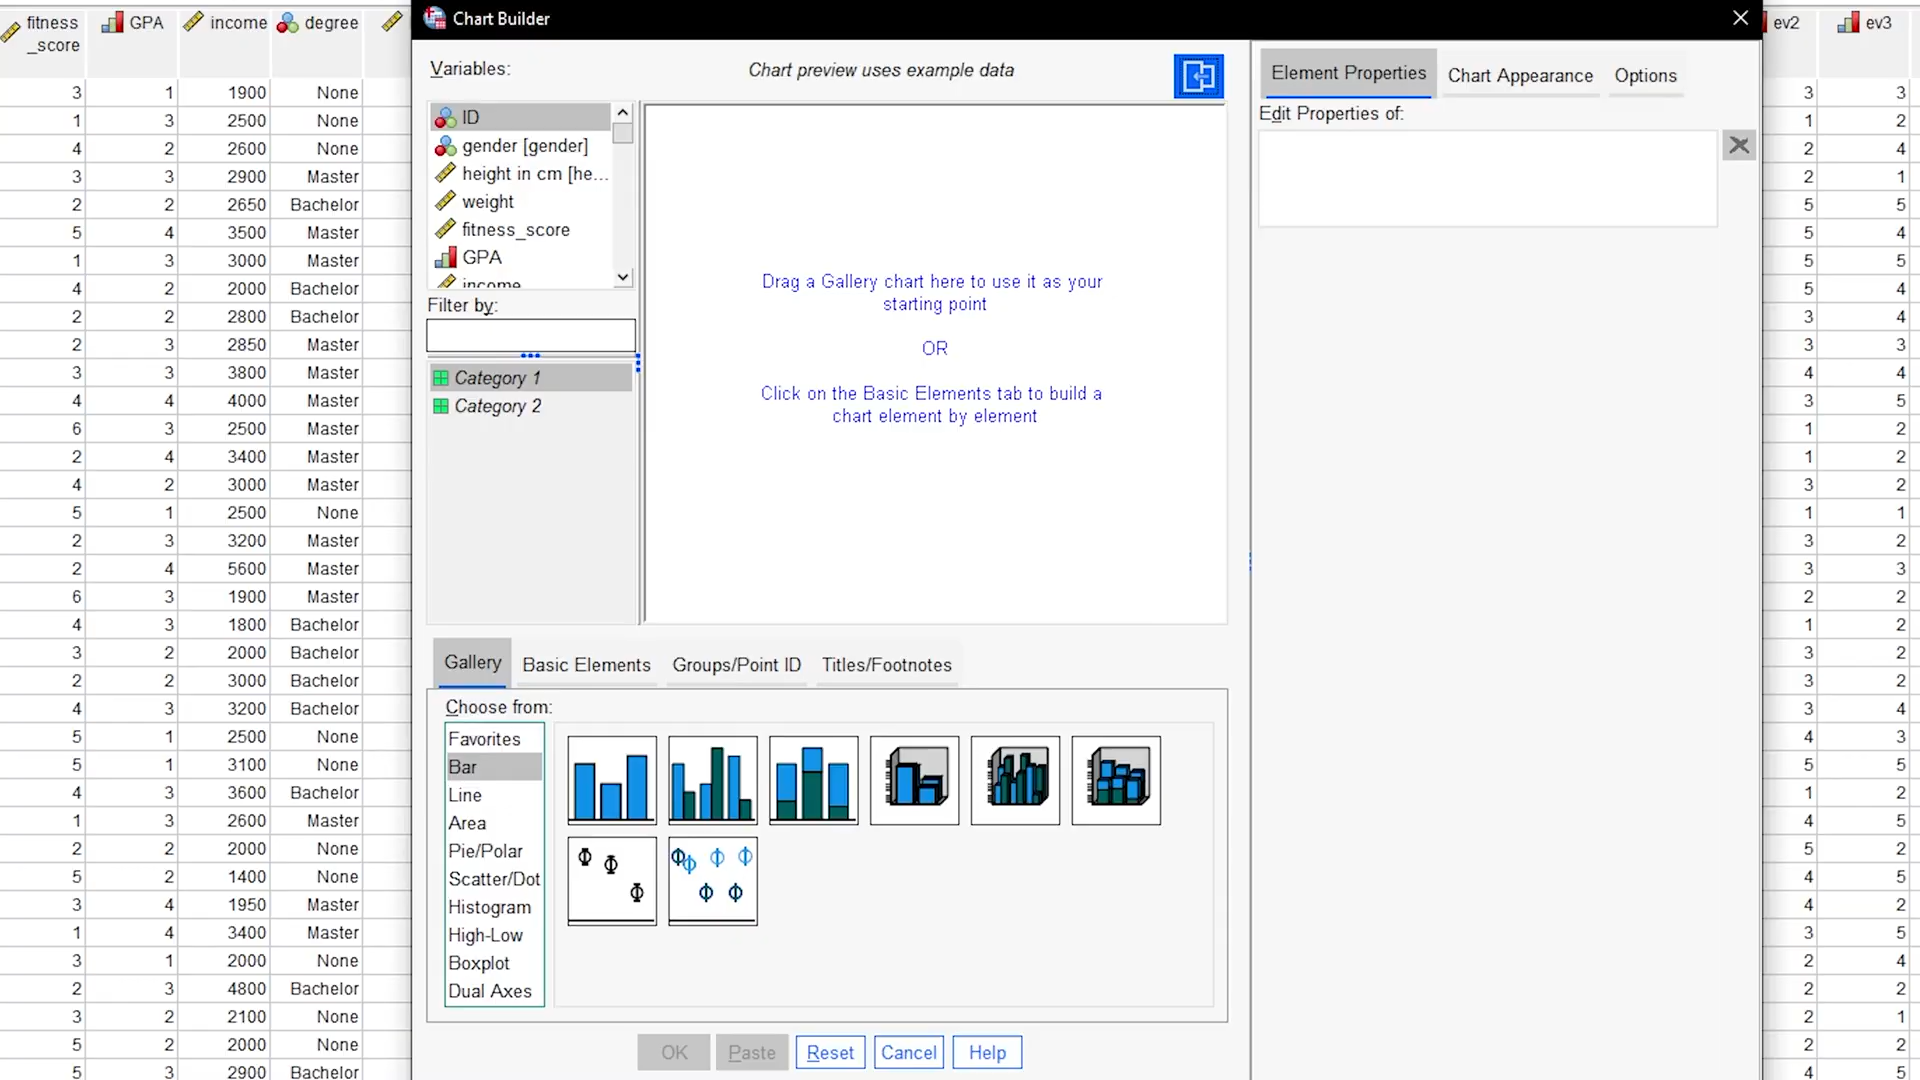 fitness
_score
GPA
income
degree
Chart Builder
ev2
ev3
Variables:
Chart preview uses example data
Element Properties
Chart Appearance
Options
Edit Properties of:
ID
gender [gender]
height in cm [he...
weight
fitness_score
GPA
income
Filter by:
Category 1
Category 2
Drag a Gallery chart here to use it as your
starting point
OR
Click on the Basic Elements tab to build a
chart element by element
Gallery
Basic Elements
Groups/Point ID
Titles/Footnotes
Choose from:
Favorites
Bar
Line
Area
Pie/Polar
Scatter/Dot
Histogram
High-Low
Boxplot
Dual Axes
OK
Paste
Reset
Cancel
Help
3 1 1900 None 3 3
1 3 2500 None 1 2
4 2 2600 None 2 4
3 3 2900 Master 2 1
2 2 2650 Bachelor 5 5
5 4 3500 Master 5 4
1 3 3000 Master 5 5
4 2 2000 Bachelor 5 4
2 2 2800 Bachelor 3 4
2 3 2850 Master 3 3
3 3 3800 Master 4 4
4 4 4000 Master 3 5
6 3 2500 Master 1 2
2 4 3400 Master 1 2
4 2 3000 Master 3 2
5 1 2500 None 1 1
2 3 3200 Master 3 2
2 4 5600 Master 3 3
6 3 1900 Master 2 2
4 3 1800 Bachelor 1 2
3 2 2000 Bachelor 3 2
2 2 3000 Bachelor 3 2
4 3 3200 Bachelor 3 4
5 1 2500 None 4 3
5 1 3100 None 5 5
4 3 3600 Bachelor 1 2
1 3 2600 Master 4 5
2 2 2000 None 5 2
5 2 1400 None 4 5
3 4 1950 Master 4 2
1 4 3400 Master 3 5
3 1 2000 None 2 4
2 3 4800 Bachelor 2 2
3 2 2100 None 2 1
5 2 2000 None 2 2
5 3 2900 Bachelor 4 5